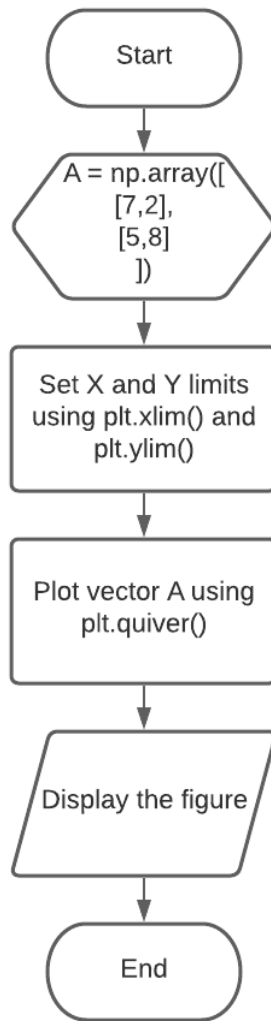 Start
A = np.array([
[7,2],
[5,8]
])
Set X and Y limits
using plt.xlim() and
plt.ylim()
Plot vector A using
plt.quiver()
Display the figure
End